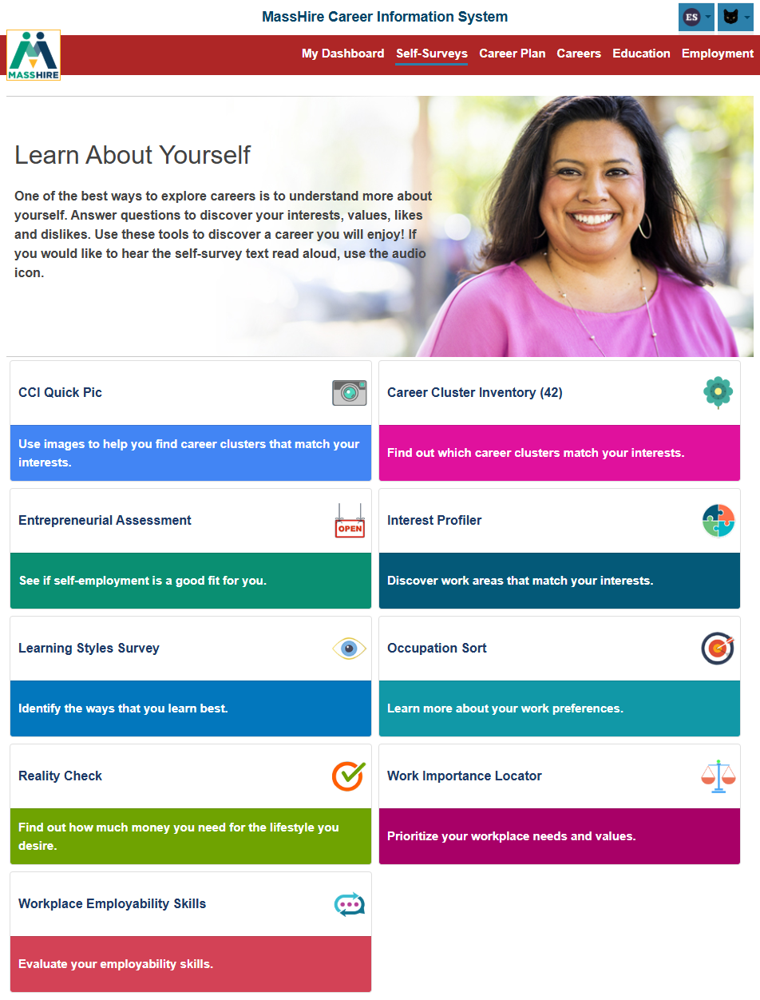 MassHire Career Information System
ES
MASSHIRE
My Dashboard Self-Surveys Career Plan Careers Education Employment
Learn About Yourself
One of the best ways to explore careers is to understand more about
yourself. Answer questions to discover your interests, values, likes
and dislikes. Use these tools to discover a career you will enjoy! If
you would like to hear the self-survey text read aloud, use the audio
icon.
CCI Quick Pic
Use images to help you find career clusters that match your
interests.
Career Cluster Inventory (42)
Find out which career clusters match your interests.
Entrepreneurial Assessment
OPEN
See if self-employment is a good fit for you.
Interest Profiler
Discover work areas that match your interests.
Learning Styles Survey
Identify the ways that you learn best.
Occupation Sort
Learn more about your work preferences.
Reality Check
Find out how much money you need for the lifestyle you
desire.
Work Importance Locator
Prioritize your workplace needs and values.
Workplace Employability Skills
Evaluate your employability skills.